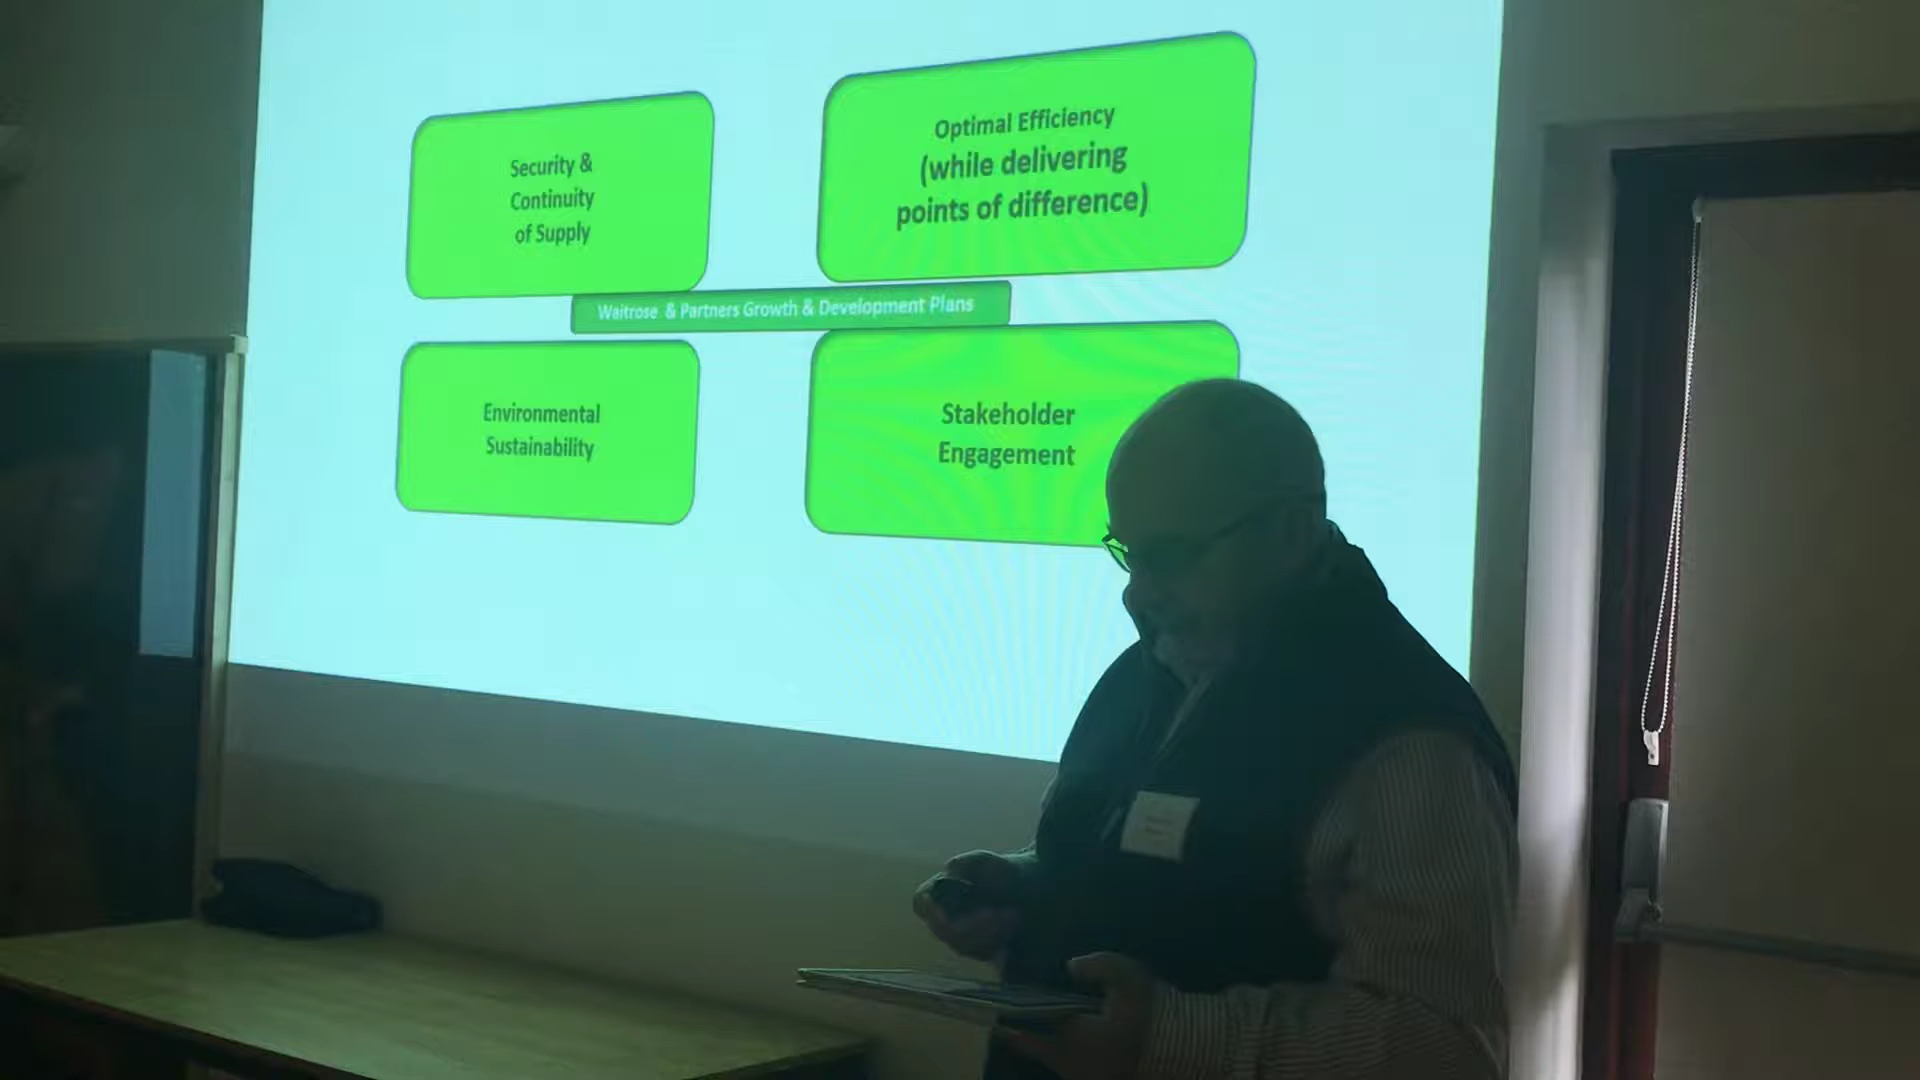 Security &
Continuity
of Supply
Optimal Efficiency
(while delivering
points of difference)
Waitrose & Partners Growth & Development Plans
Environmental
Sustainability
Stakeholder
Engagement